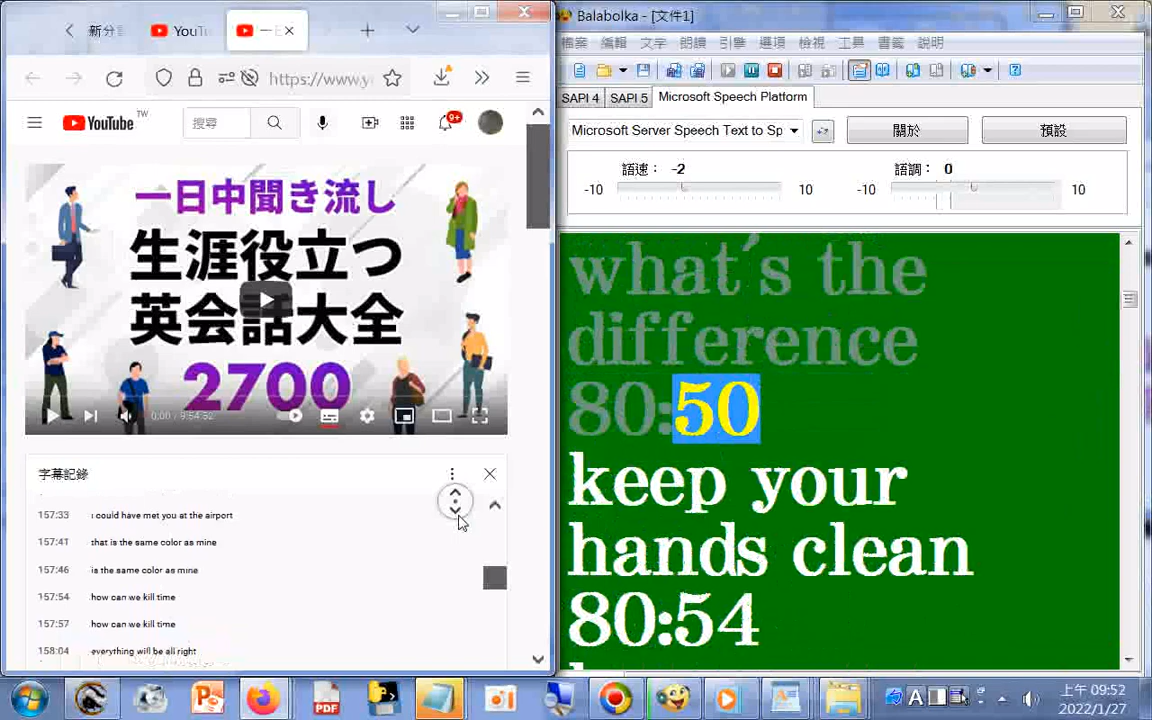 新分
YouTu
一E
https://www.y
YouTube TW
搜尋
9+
一日中聞き流し
生涯役立つ
英会話大全
2700
0:00 / 9:54:52
字幕記錄
157:33 i could have met you at the airport
157:41 that is the same color as mine
157:46 is the same color as mine
157:54 how can we kill time
157:57 how can we kill time
158:04 everything will be all right
Balabolka - [文件1]
檔案 編輯 文字 朗讀 引擎 選項 檢視 工具 書籤 說明
SAPI 4 SAPI 5 Microsoft Speech Platform
Microsoft Server Speech Text to Sp
關於
預設
語速: -2
-10 10
語調: 0
-10 10
what's the
difference
80:50
keep your
hands clean
80:54
PDF
A
上午 09:52
2022/1/27